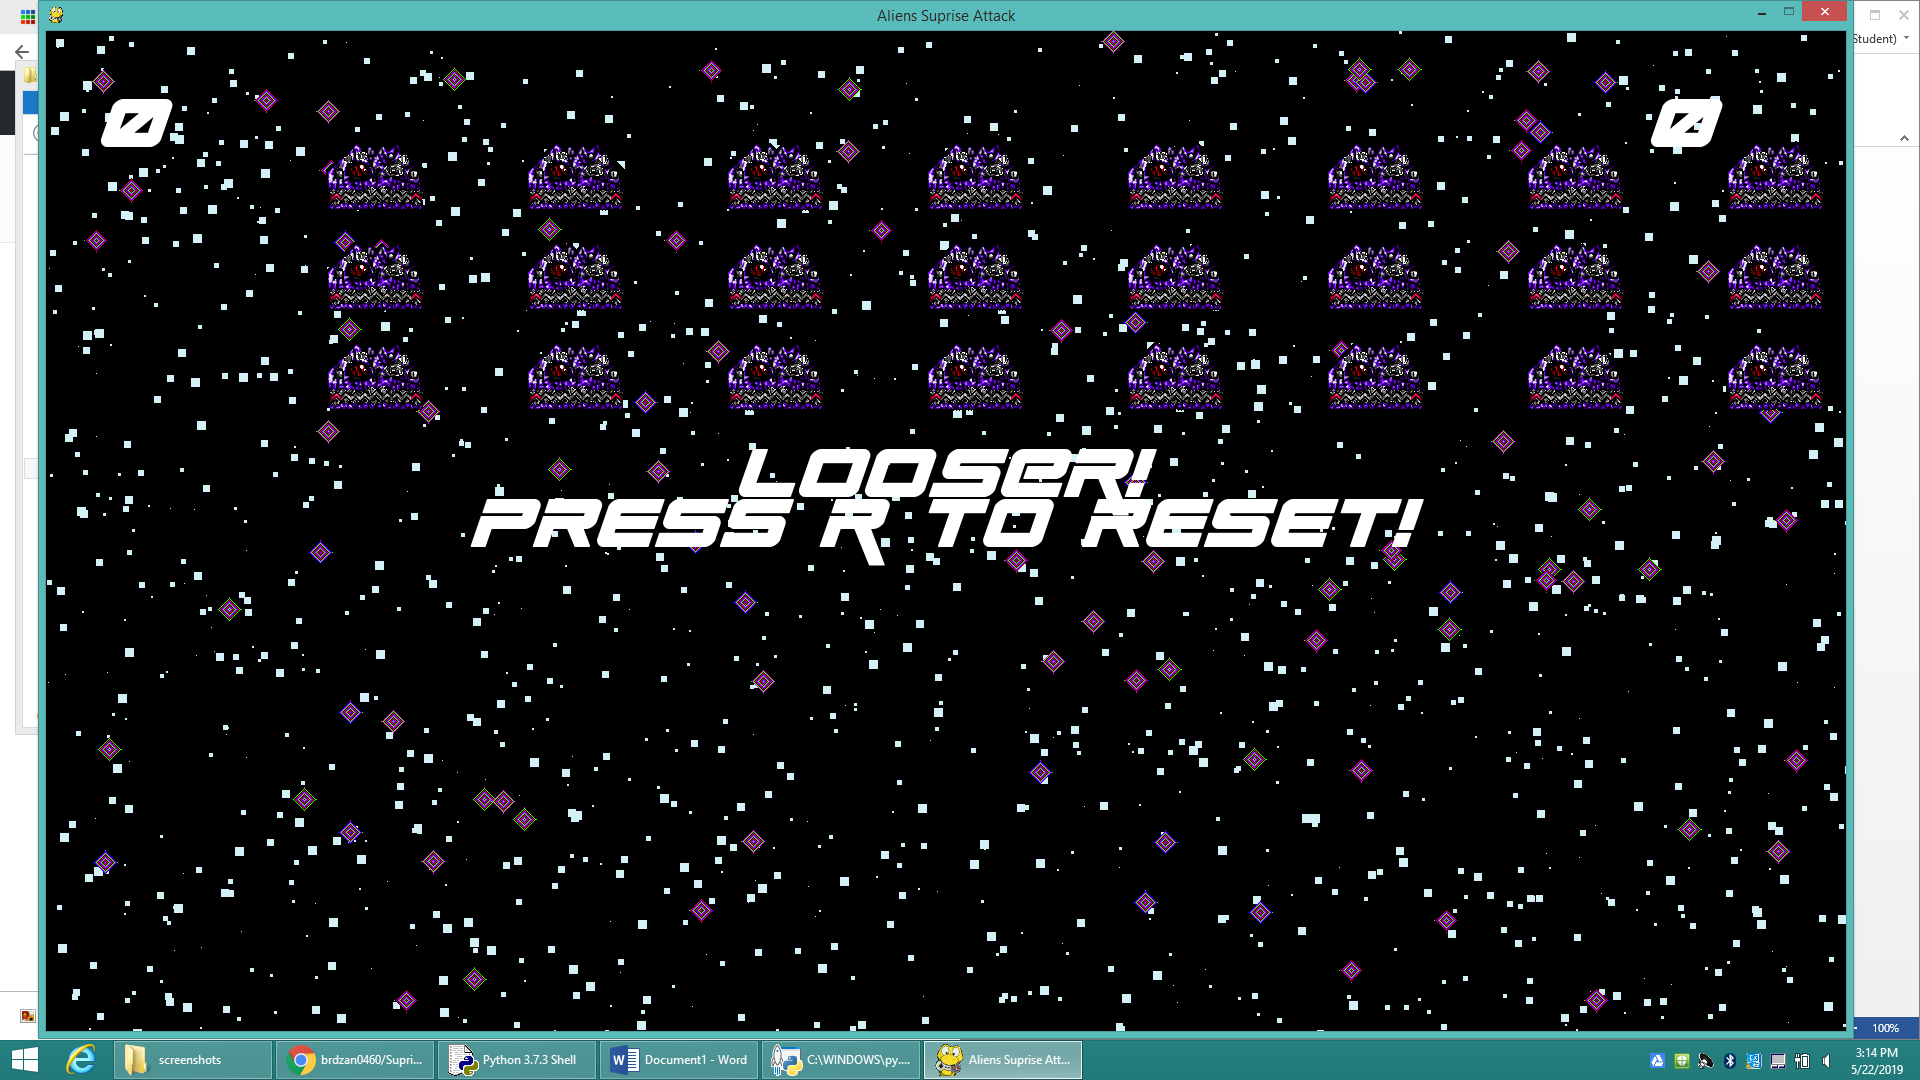 Aliens Suprise Attack
Student)
0
0
LOOSER!
PRESS R TO RESET!
100%
screenshots
brdzan0460/Supri...
Python 3.7.3 Shell
Document1 - Word
C:\WINDOWS\py....
Aliens Suprise Att...
3:14 PM
5/22/2019